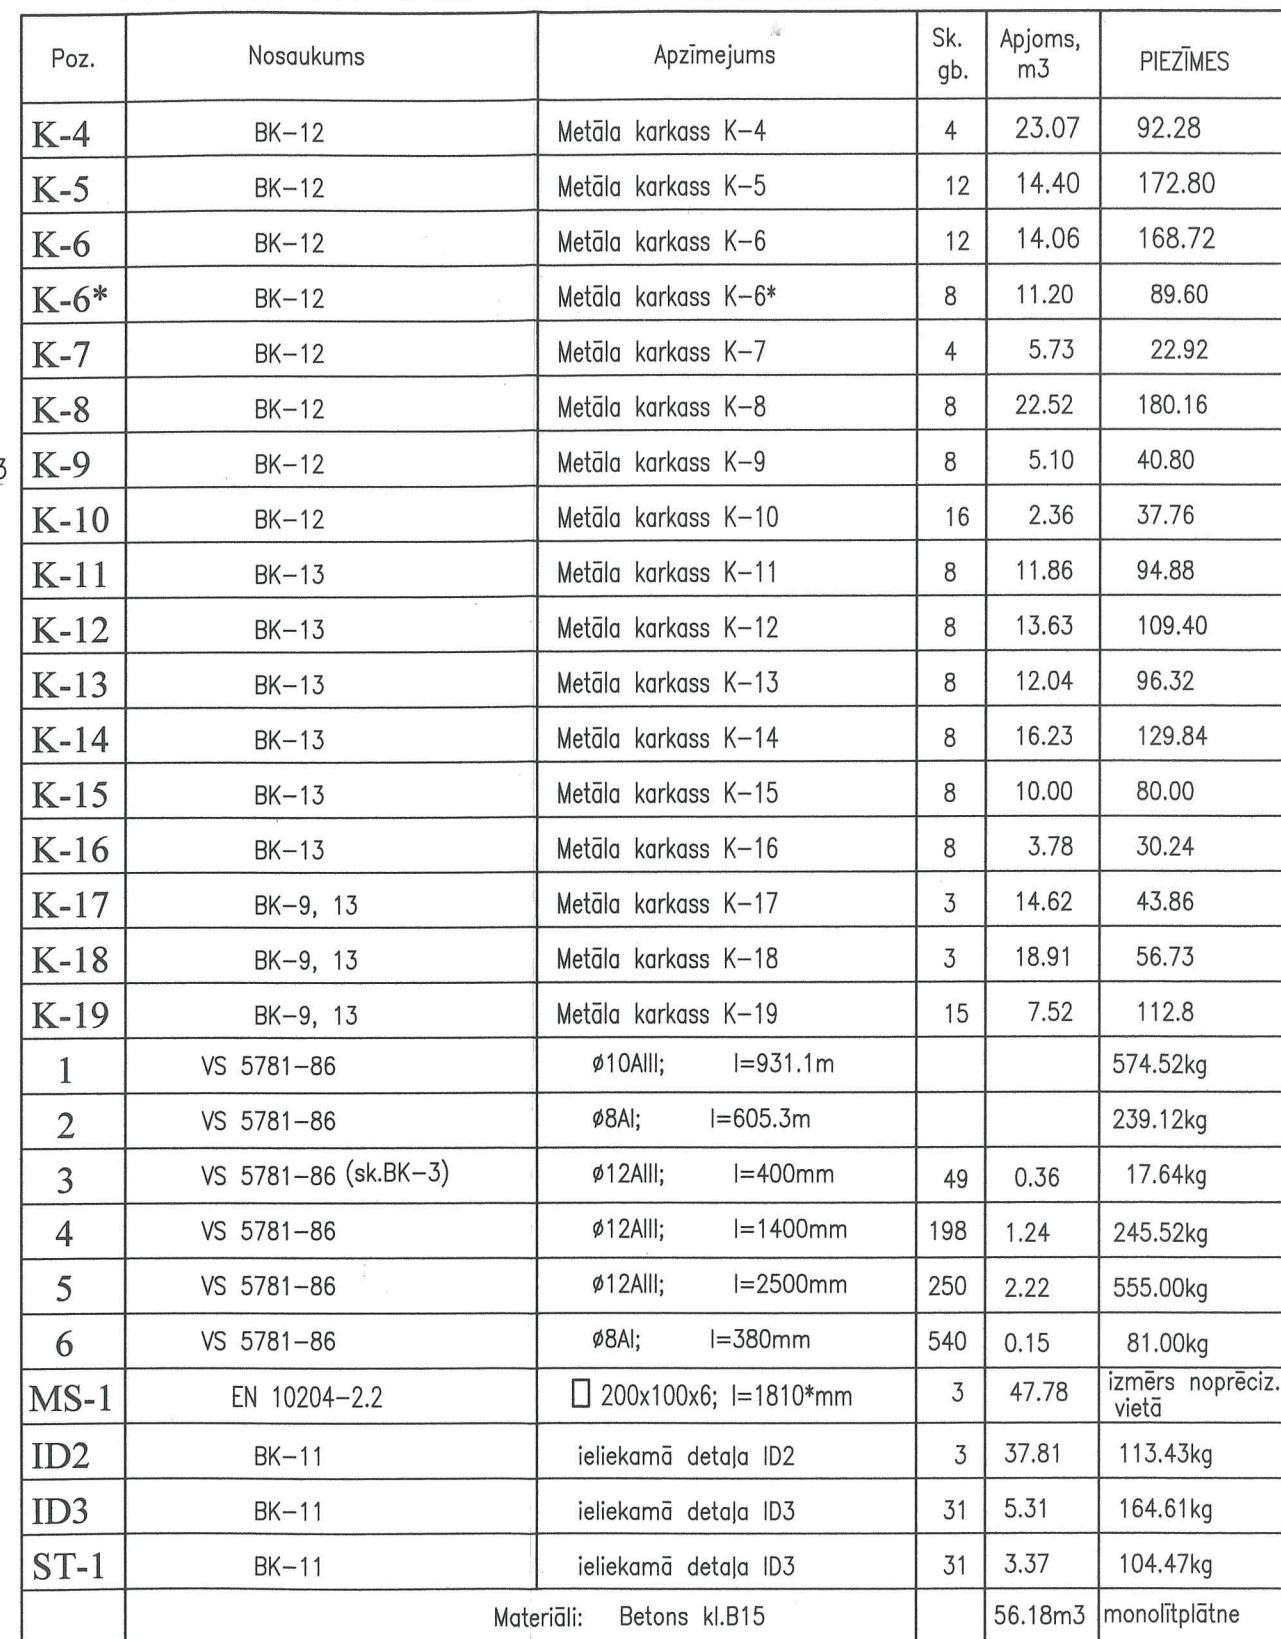 Poz. Nosaukums Apzīmejums Sk. gb. Apjoms, m3 PIEZĪMES
K-4 BK-12 Metāla karkass K-4 4 23.07 92.28
K-5 BK-12 Metāla karkass K-5 12 14.40 172.80
K-6 BK-12 Metāla karkass K-6 12 14.06 168.72
K-6* BK-12 Metāla karkass K-6* 8 11.20 89.60
K-7 BK-12 Metāla karkass K-7 4 5.73 22.92
K-8 BK-12 Metāla karkass K-8 8 22.52 180.16
3 K-9 BK-12 Metāla karkass K-9 8 5.10 40.80
K-10 BK-12 Metāla karkass K-10 16 2.36 37.76
K-11 BK-13 Metāla karkass K-11 8 11.86 94.88
K-12 BK-13 Metāla karkass K-12 8 13.63 109.40
K-13 BK-13 Metāla karkass K-13 8 12.04 96.32
K-14 BK-13 Metāla karkass K-14 8 16.23 129.84
K-15 BK-13 Metāla karkass K-15 8 10.00 80.00
K-16 BK-13 Metāla karkass K-16 8 3.78 30.24
K-17 BK-9, 13 Metāla karkass K-17 3 14.62 43.86
K-18 BK-9, 13 Metāla karkass K-18 3 18.91 56.73
K-19 BK-9, 13 Metāla karkass K-19 15 7.52 112.8
1 VS 5781-86 ø10AIII; l=931.1m 574.52kg
2 VS 5781-86 ø8AI; l=605.3m 239.12kg
3 VS 5781-86 (sk.BK-3) ø12AIII; l=400mm 49 0.36 17.64kg
4 VS 5781-86 ø12AIII; l=1400mm 198 1.24 245.52kg
5 VS 5781-86 ø12AIII; l=2500mm 250 2.22 555.00kg
6 VS 5781-86 ø8AI; l=380mm 540 0.15 81.00kg
MS-1 EN 10204-2.2 ▯ 200x100x6; l=1810*mm 3 47.78 izmērs noprēciz. vietā
ID2 BK-11 ieliekamā detaļa ID2 3 37.81 113.43kg
ID3 BK-11 ieliekamā detaļa ID3 31 5.31 164.61kg
ST-1 BK-11 ieliekamā detaļa ID3 31 3.37 104.47kg
Materiāli: Betons kl.B15 56.18m3 monolītplātne